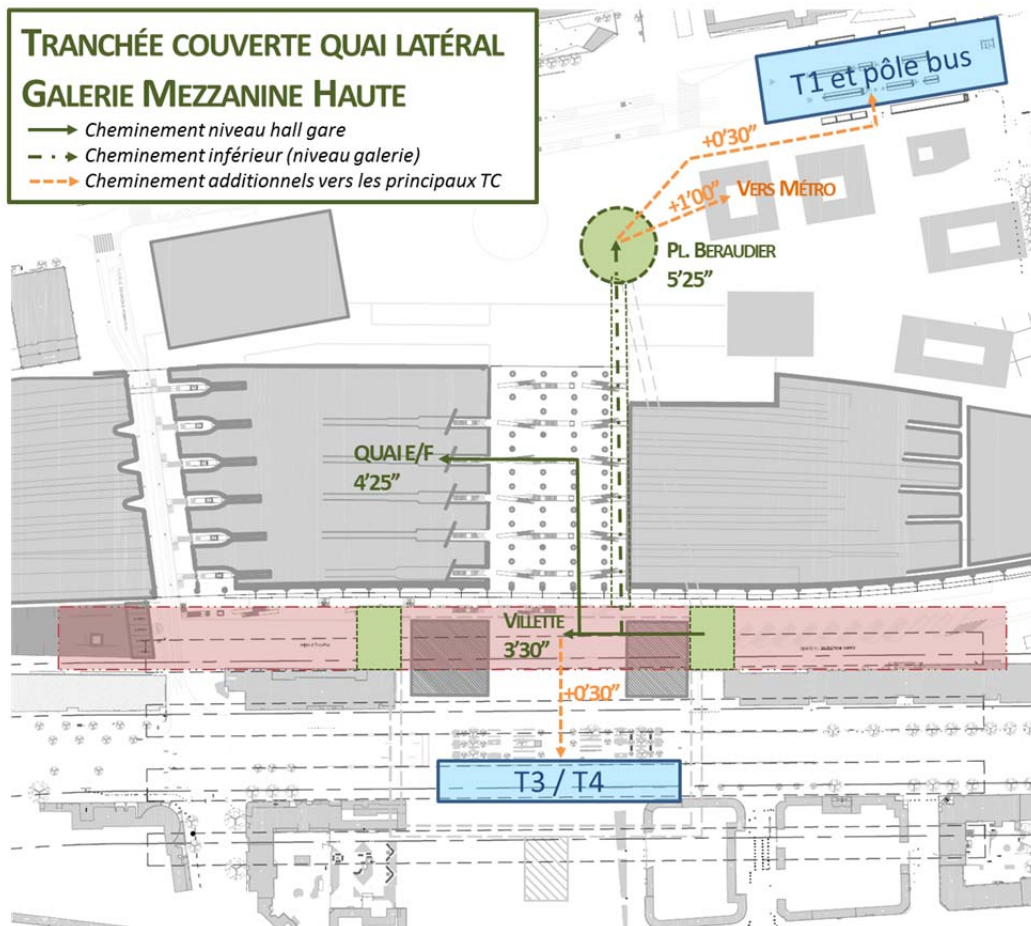 TRANCHÉE COUVERTE QUAI LATÉRAL
GALERIE MEZZANINE HAUTE
Cheminement niveau hall gare
Cheminement inférieur (niveau galerie)
Cheminement additionnels vers les principaux TC
T1 et pôle bus
+0'30"
+1'00"
VERS MÉTRO
PL. BERAUDIER
5'25"
QUAI E/F
4'25"
VILLETTE
3'30"
+0'30"
T3 / T4